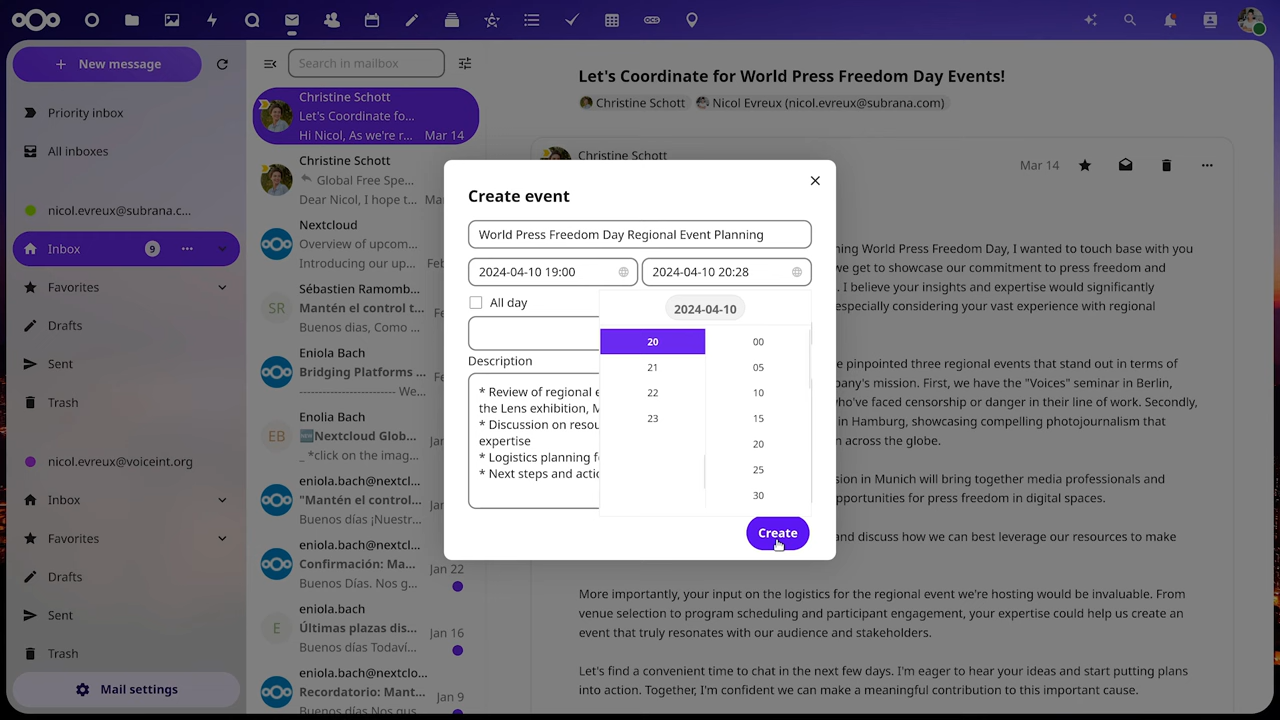 New message
Priority inbox
All inboxes
nicol.evreux@subrana.c...
Inbox
9
Favorites
Drafts
Sent
Trash
nicol.evreux@voiceint.org
Inbox
Favorites
Drafts
Sent
Trash
Mail settings
Search in mailbox
Christine Schott
Let's Coordinate fo...
Hi Nicol, As we're r... Mar 14
Christine Schott
Global Free Spe...
Dear Nicol, I hope t...
Nextcloud
Overview of upcom...
Introducing our up...
Sébastien Ramomb...
SR
Mantén el control t...
Buenos dias, Como ...
Eniola Bach
Bridging Platforms ...
-------------------------- We...
Enolia Bach
EB
🆕Nextcloud Glob...
_ *click on the imag...
eniola.bach@nextcl...
"Mantén el control...
Buenos días ¡Nuestr...
eniola.bach@nextcl...
Confirmación: Ma...
Buenos Días. Nos g...
Jan 22
eniola.bach
E
Últimas plazas dis...
Buenos días Todaví...
Jan 16
eniola.bach@nextclo...
Recordatorio: Mant...
Buenos días Nos gus...
Jan 9
Let's Coordinate for World Press Freedom Day Events!
Christine Schott
Nicol Evreux (nicol.evreux@subrana.com)
Christine Schott
Mar 14
ning World Press Freedom Day, I wanted to touch base with you
we get to showcase our commitment to press freedom and
I believe your insights and expertise would significantly
especially considering your vast experience with regional
e pinpointed three regional events that stand out in terms of
pany's mission. First, we have the "Voices" seminar in Berlin,
who've faced censorship or danger in their line of work. Secondly,
in Hamburg, showcasing compelling photojournalism that
n across the globe.
sion in Munich will bring together media professionals and
pportunities for press freedom in digital spaces.
and discuss how we can best leverage our resources to make
More importantly, your input on the logistics for the regional event we're hosting would be invaluable. From
venue selection to program scheduling and participant engagement, your expertise could help us create an
event that truly resonates with our audience and stakeholders.
Let's find a convenient time to chat in the next few days. I'm eager to hear your ideas and start putting plans
into action. Together, I'm confident we can make a meaningful contribution to this important cause.
Create event
World Press Freedom Day Regional Event Planning
2024-04-10 19:00
2024-04-10 20:28
All day
Description
* Review of regional e
the Lens exhibition, M
* Discussion on resou
expertise
* Logistics planning f
* Next steps and actio
2024-04-10
20 00
21 05
22 10
23 15
20
25
30
Create